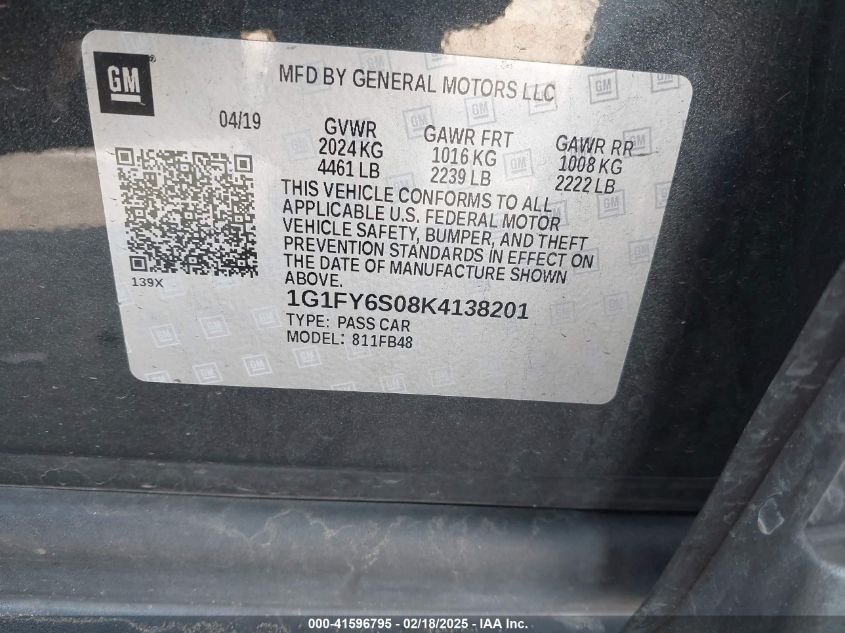 GM
MFD BY GENERAL MOTORS LLC
04/19
GVWR GAWR FRT GAWR RR
2024 KG 1016 KG 1008 KG
4461 LB 2239 LB 2222 LB
THIS VEHICLE CONFORMS TO ALL
APPLICABLE U.S. FEDERAL MOTOR
VEHICLE SAFETY, BUMPER, AND THEFT
PREVENTION STANDARDS IN EFFECT ON
THE DATE OF MANUFACTURE SHOWN
ABOVE.
139X
1G1FY6S08K4138201
TYPE: PASS CAR
MODEL: 811FB48
000-41596795 - 02/18/2025 - IAA Inc.